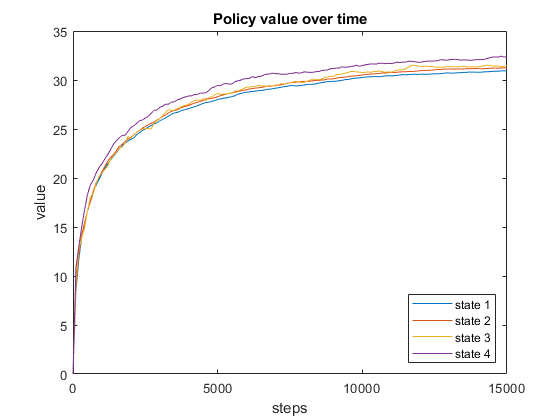 Policy value over time
35
30
25
20
15
10
5
0
value
0 5000 10000 15000
steps
state 1
state 2
state 3
state 4